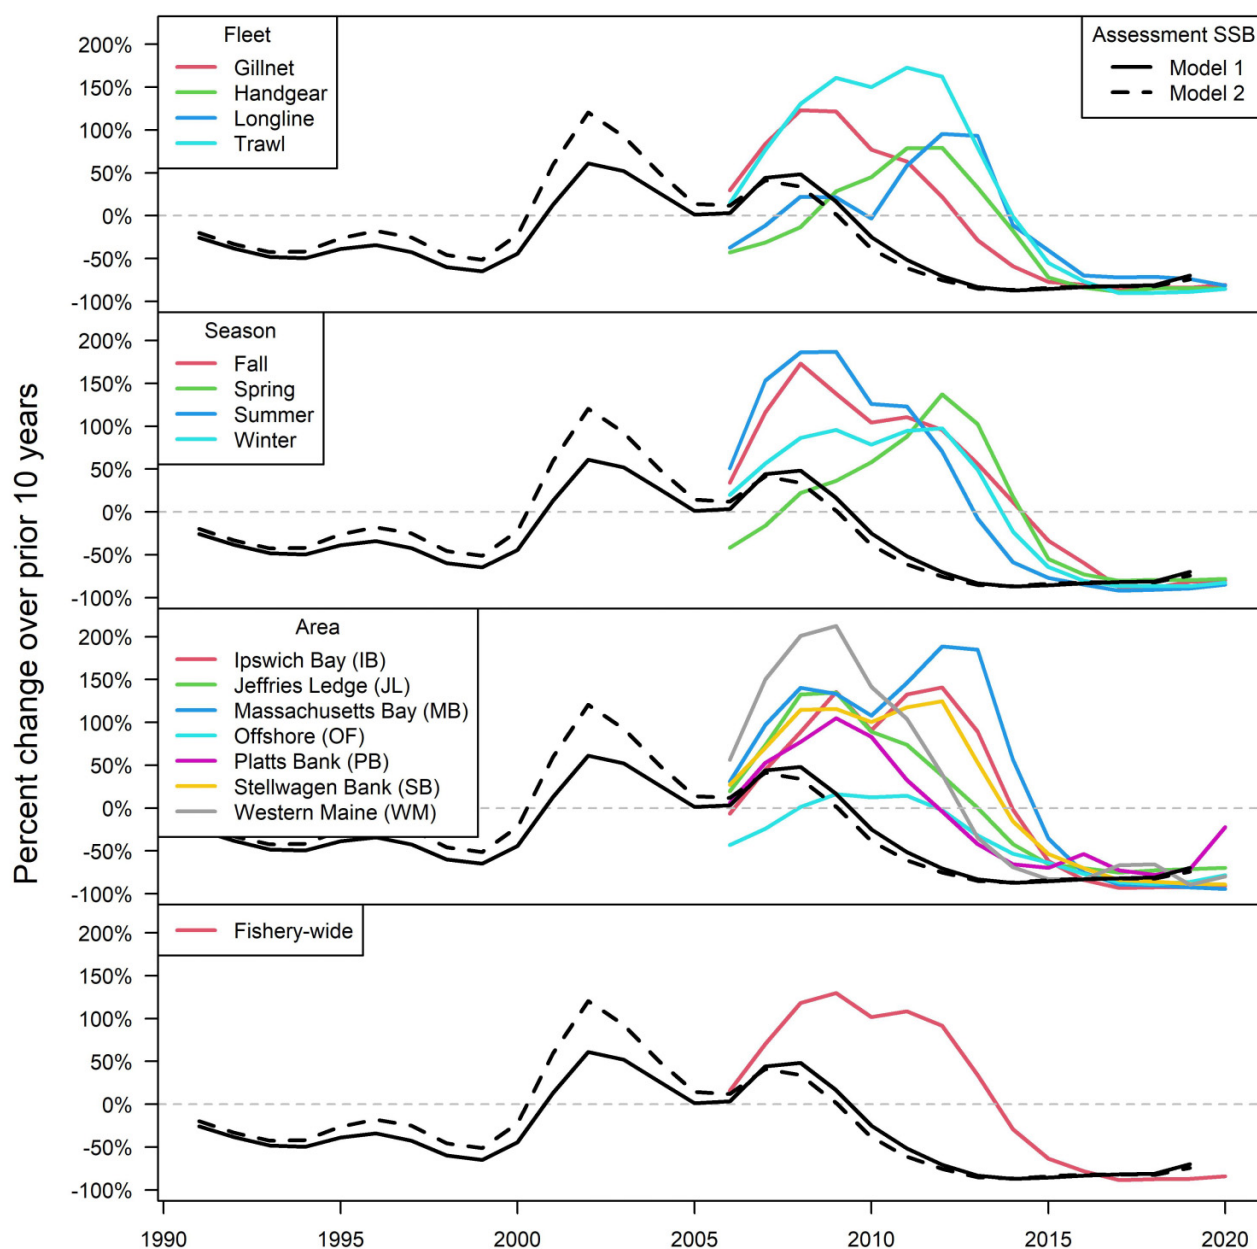 Percent change over prior 10 years
Fleet
Gillnet
Handgear
Longline
Trawl
Assessment SSB
Model 1
Model 2
200%
150%
100%
50%
0%
-50%
-100%
Season
Fall
Spring
Summer
Winter
200%
150%
100%
50%
0%
-50%
-100%
Area
Ipswich Bay (IB)
Jeffries Ledge (JL)
Massachusetts Bay (MB)
Offshore (OF)
Platts Bank (PB)
Stellwagen Bank (SB)
Western Maine (WM)
200%
150%
100%
50%
0%
-50%
-100%
Fishery-wide
200%
150%
100%
50%
0%
-50%
-100%
1990 1995 2000 2005 2010 2015 2020